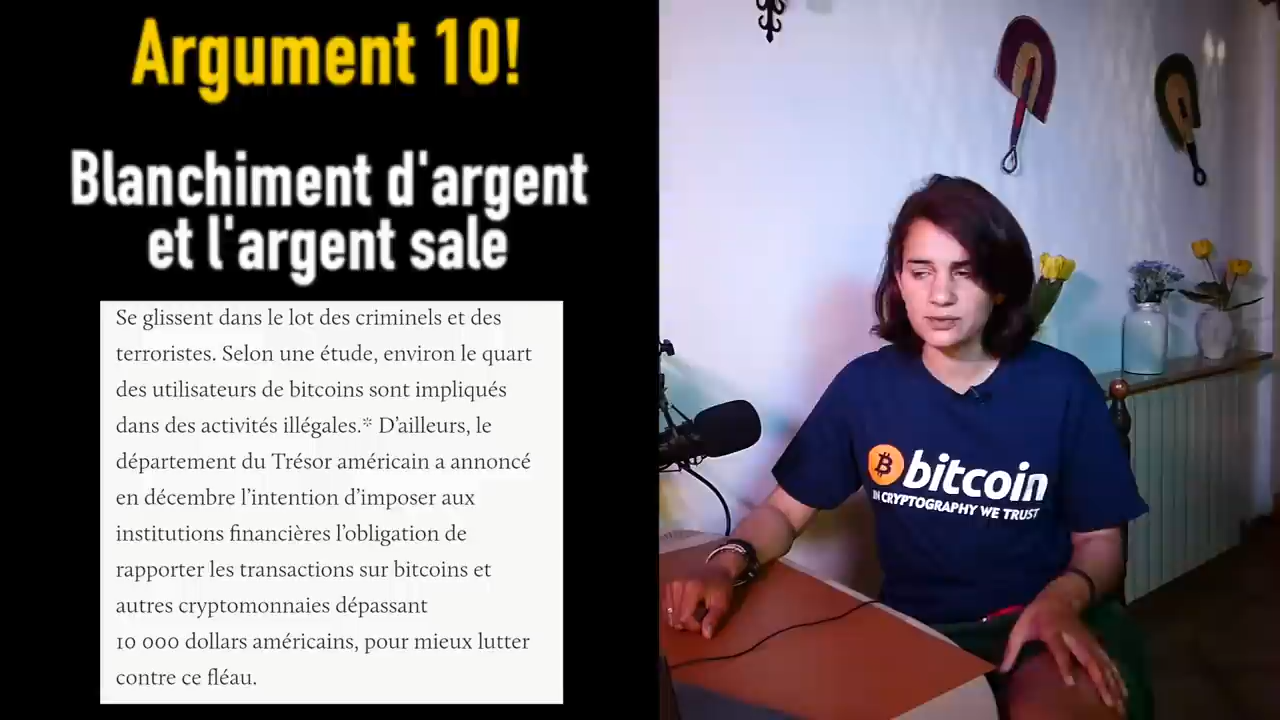 Argument 10!
Blanchiment d'argent
et l'argent sale
Se glissent dans le lot des criminels et des
terroristes. Selon une étude, environ le quart
des utilisateurs de bitcoins sont impliqués
dans des activités illégales.* D’ailleurs, le
département du Trésor américain a annoncé
en décembre l’intention d’imposer aux
institutions financières l’obligation de
rapporter les transactions sur bitcoins et
autres cryptomonnaies dépassant
10 000 dollars américains, pour mieux lutter
contre ce fléau.
bitcoin
IN CRYPTOGRAPHY WE TRUST